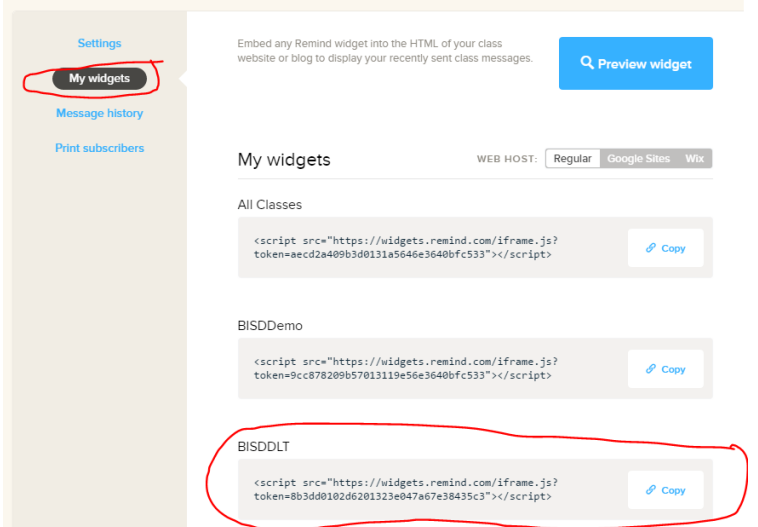 Settings
My widgets
Message history
Print subscribers
Embed any Remind widget into the HTML of your class
website or blog to display your recently sent class messages.
Preview widget
My widgets
WEB HOST: Regular Google Sites Wix
All Classes
<script src="https://widgets.remind.com/iframe.js?
token=aecd2a409b3d0131a5646e3640bfc533"></script>
Copy
BISDDemo
<script src="https://widgets.remind.com/iframe.js?
token=9cc878209b57013119e56e3640bfc533"></script>
Copy
BISDDLT
<script src="https://widgets.remind.com/iframe.js?
token=8b3dd0102d6201323e047a67e38435c3"></script>
Copy